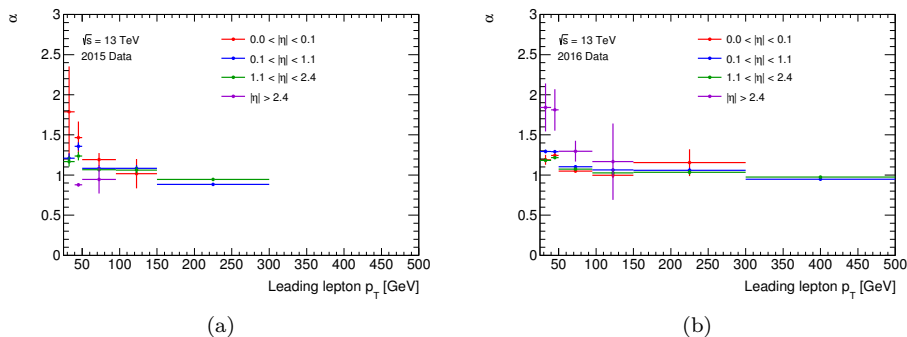 α
3
√s = 13 TeV
2015 Data
0.0 < |η| < 0.1
0.1 < |η| < 1.1
1.1 < |η| < 2.4
|η| > 2.4
2.5
2
1.5
1
0.5
0
50 100 150 200 250 300 350 400 450 500
Leading lepton p_T [GeV]
(a)
α
3
√s = 13 TeV
2016 Data
0.0 < |η| < 0.1
0.1 < |η| < 1.1
1.1 < |η| < 2.4
|η| > 2.4
2.5
2
1.5
1
0.5
0
50 100 150 200 250 300 350 400 450 500
Leading lepton p_T [GeV]
(b)